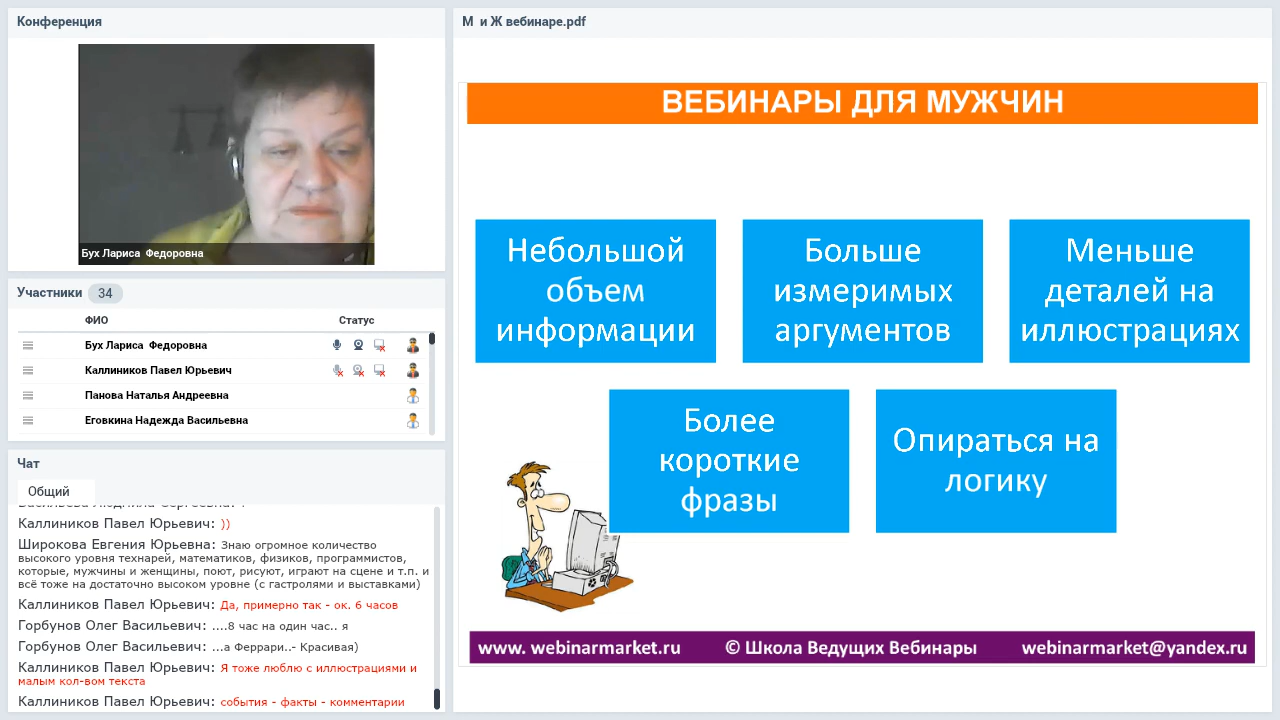 Конференция
Бух Лариса Федоровна
Участники 34
ФИО Статус
Бух Лариса Федоровна
Каллиников Павел Юрьевич
Панова Наталья Андреевна
Еговкина Надежда Васильевна
Чат
Общий
Каллиников Павел Юрьевич: ))
Широкова Евгения Юрьевна: Знаю огромное количество
высокого уровня технарей, математиков, физиков, программистов,
которые, мужчины и женщины, поют, рисуют, играют на сцене и т.п. и
всё тоже на достаточно высоком уровне (с гастролями и выставками)
Каллиников Павел Юрьевич: Да, примерно так - ок. 6 часов
Горбунов Олег Васильевич: ....8 час на один час.. я
Горбунов Олег Васильевич: ...а Феррари..- Красивая)
Каллиников Павел Юрьевич: Я тоже люблю с иллюстрациями и
малым кол-вом текста
Каллиников Павел Юрьевич: события - факты - комментарии
М и Ж вебинаре.pdf
ВЕБИНАРЫ ДЛЯ МУЖЧИН
Небольшой
объем
информации
Больше
измеримых
аргументов
Меньше
деталей на
иллюстрациях
Более
короткие
фразы
Опираться на
логику
www. webinarmarket.ru © Школа Ведущих Вебинары webinarmarket@yandex.ru